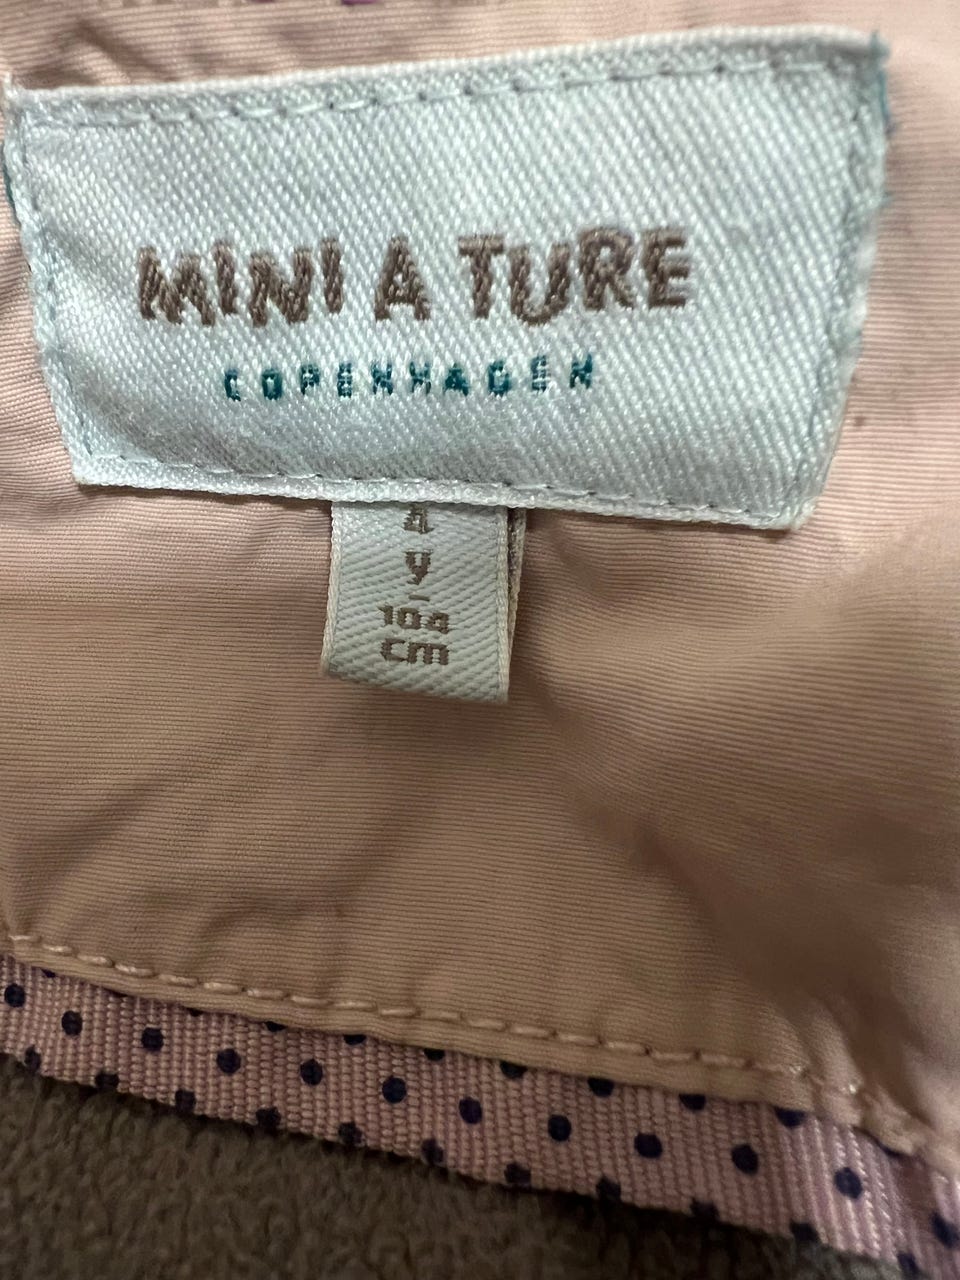 MINI A TURE
COPENHAGEN
4
y
-
104
cm